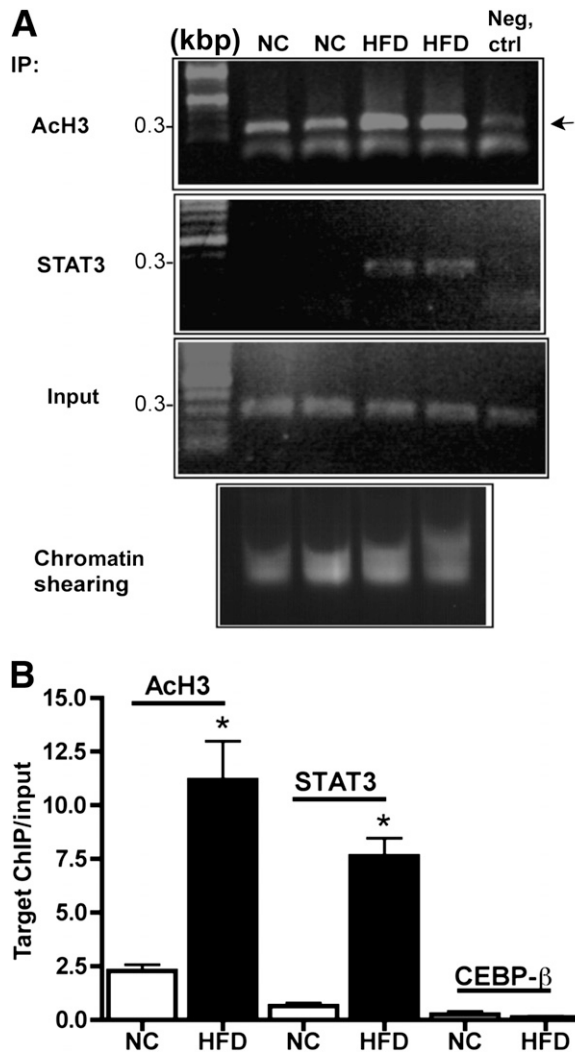 A
(kbp) NC NC HFD HFD Neg,
ctrl
IP:
AcH3 0.3-
STAT3 0.3-
Input 0.3-
Chromatin
shearing
B
AcH3
15.0
*
12.5
STAT3
10.0
*
7.5
5.0
2.5
CEBP-β
0.0
Target ChIP/input
NC HFD NC HFD NC HFD